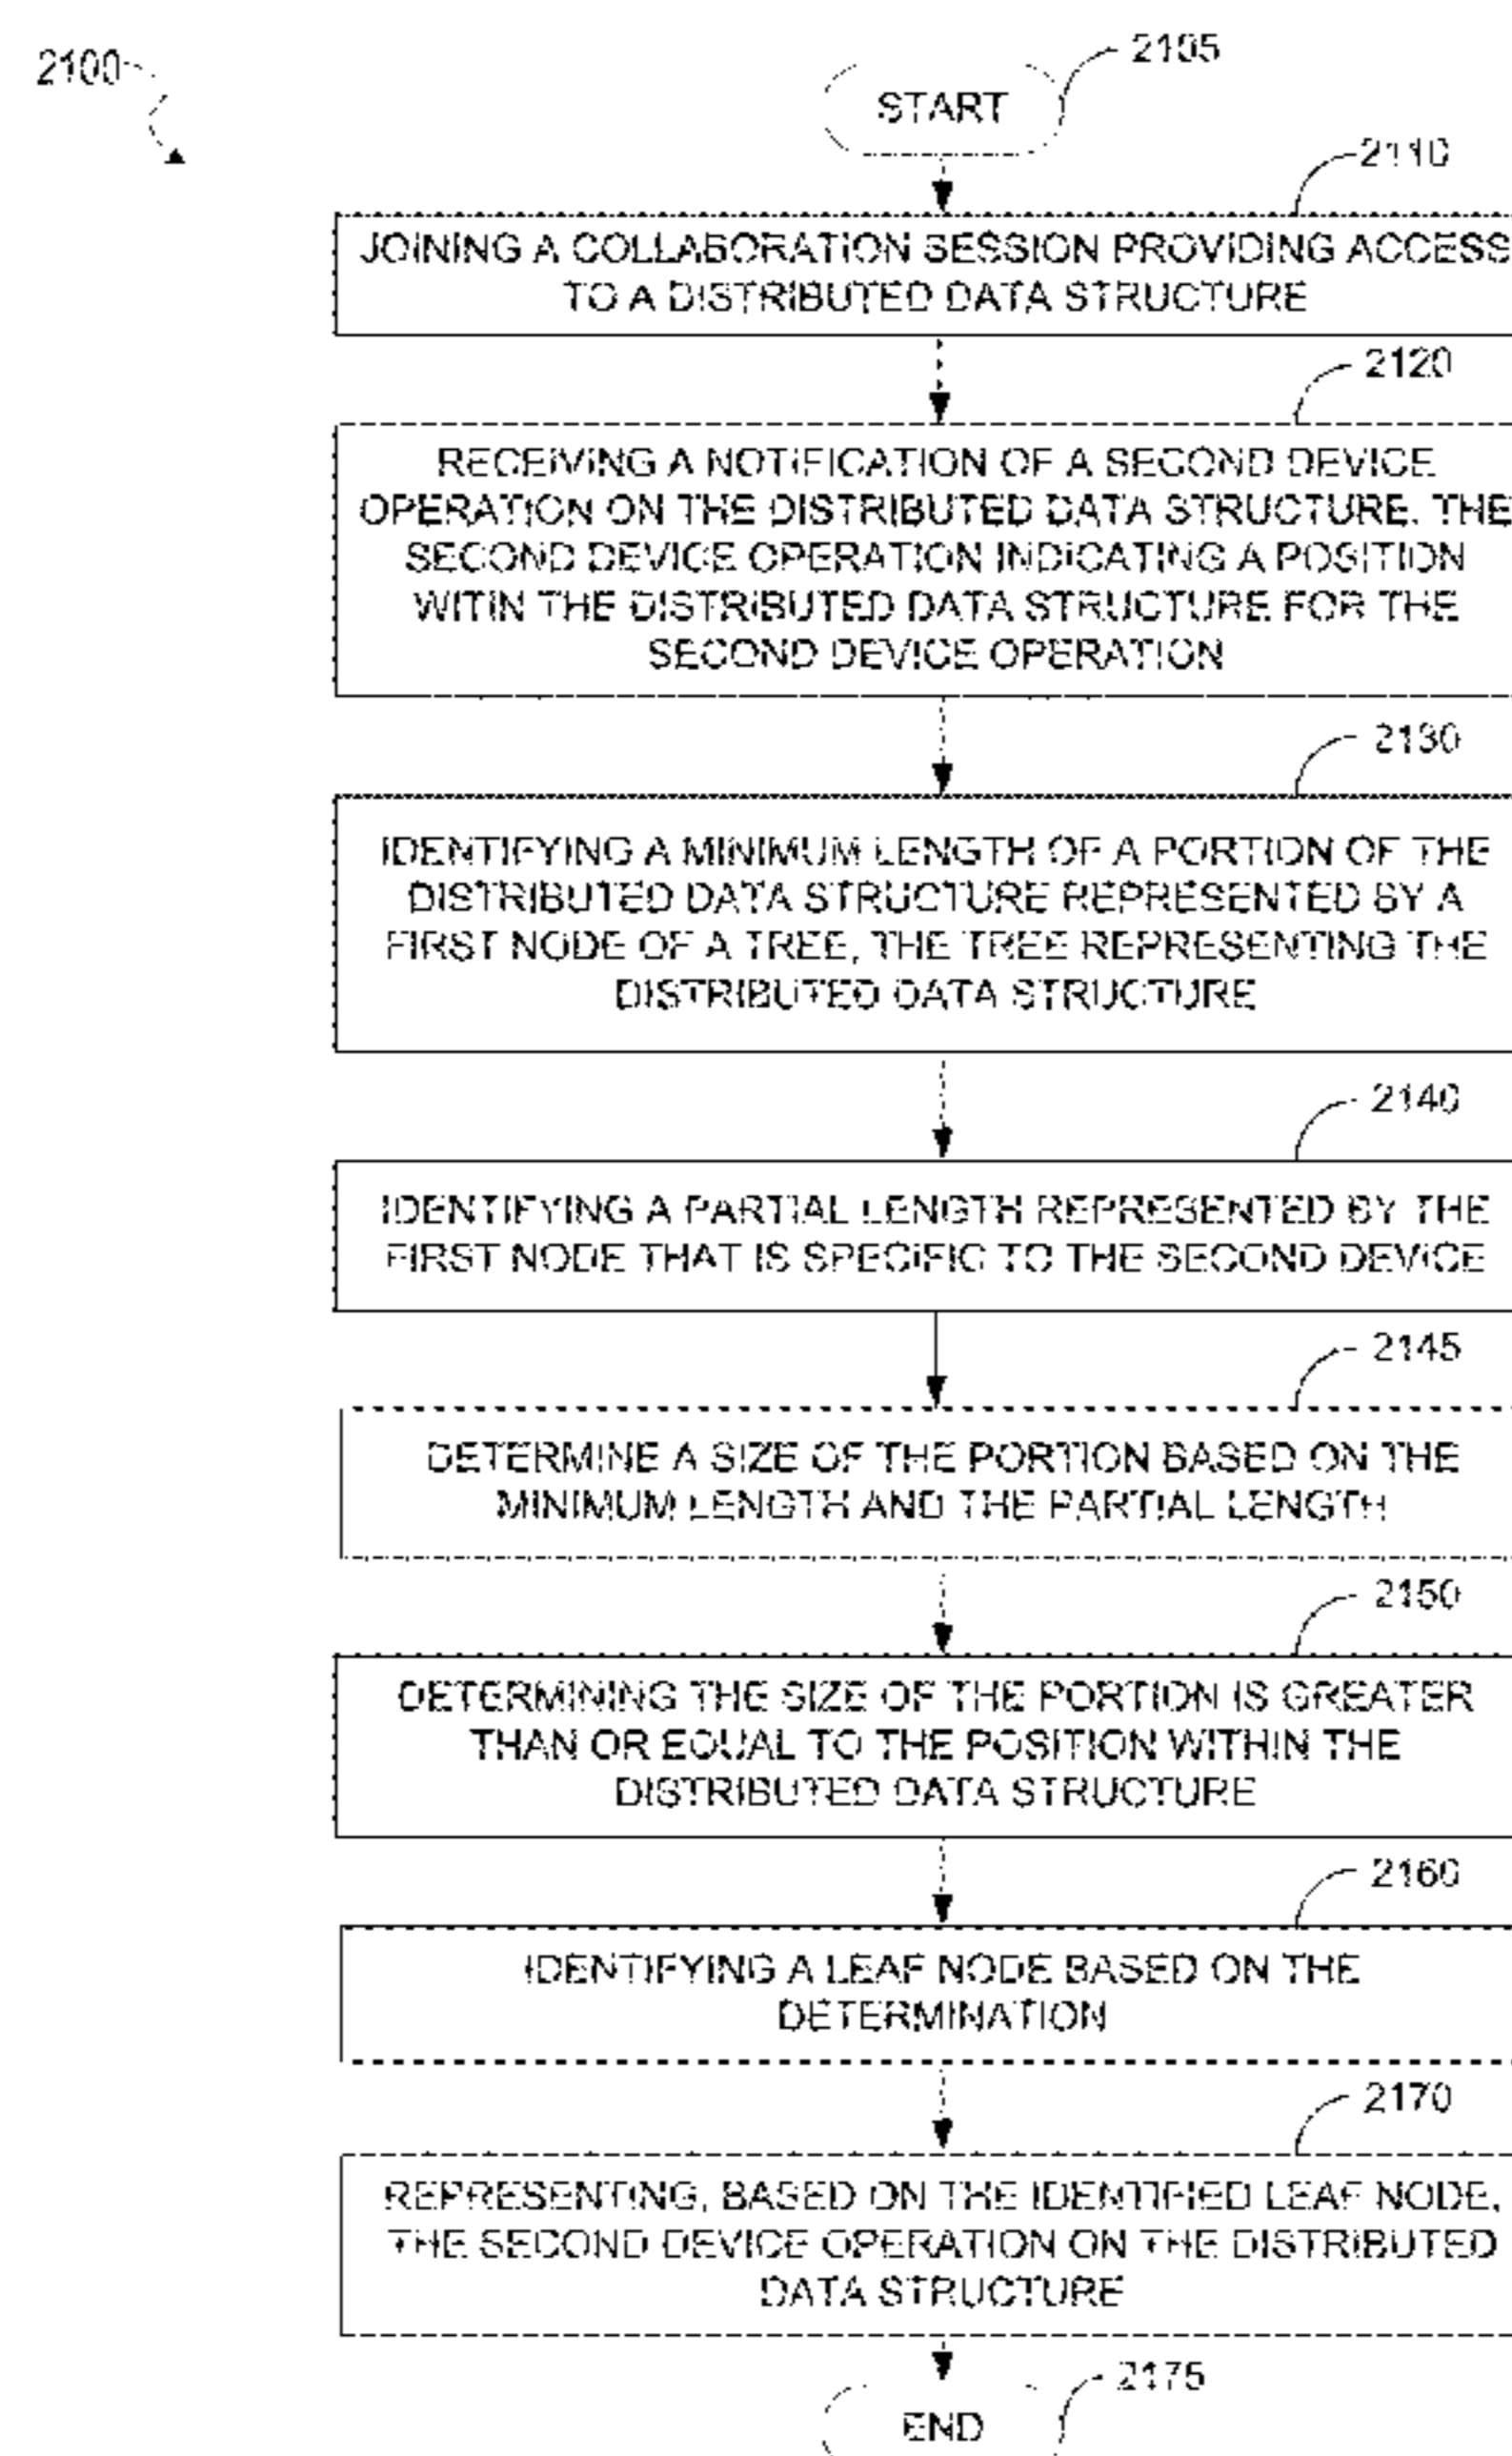 2100
2105
START
2110
JOINING A COLLABORATION SESSION PROVIDING ACCESS
TO A DISTRIBUTED DATA STRUCTURE
2120
RECEIVING A NOTIFICATION OF A SECOND DEVICE
OPERATION ON THE DISTRIBUTED DATA STRUCTURE, THE
SECOND DEVICE OPERATION INDICATING A POSITION
WITIN THE DISTRIBUTED DATA STRUCTURE FOR THE
SECOND DEVICE OPERATION
2130
IDENTIFYING A MINIMUM LENGTH OF A PORTION OF THE
DISTRIBUTED DATA STRUCTURE REPRESENTED BY A
FIRST NODE OF A TREE, THE TREE REPRESENTING THE
DISTRIBUTED DATA STRUCTURE
2140
IDENTIFYING A PARTIAL LENGTH REPRESENTED BY THE
FIRST NODE THAT IS SPECIFIC TO THE SECOND DEVICE
2145
DETERMINE A SIZE OF THE PORTION BASED ON THE
MINIMUM LENGTH AND THE PARTIAL LENGTH
2150
DETERMINING THE SIZE OF THE PORTION IS GREATER
THAN OR EQUAL TO THE POSITION WITHIN THE
DISTRIBUTED DATA STRUCTURE
2160
IDENTIFYING A LEAF NODE BASED ON THE
DETERMINATION
2170
REPRESENTING, BASED ON THE IDENTIFIED LEAF NODE,
THE SECOND DEVICE OPERATION ON THE DISTRIBUTED
DATA STRUCTURE
2175
END